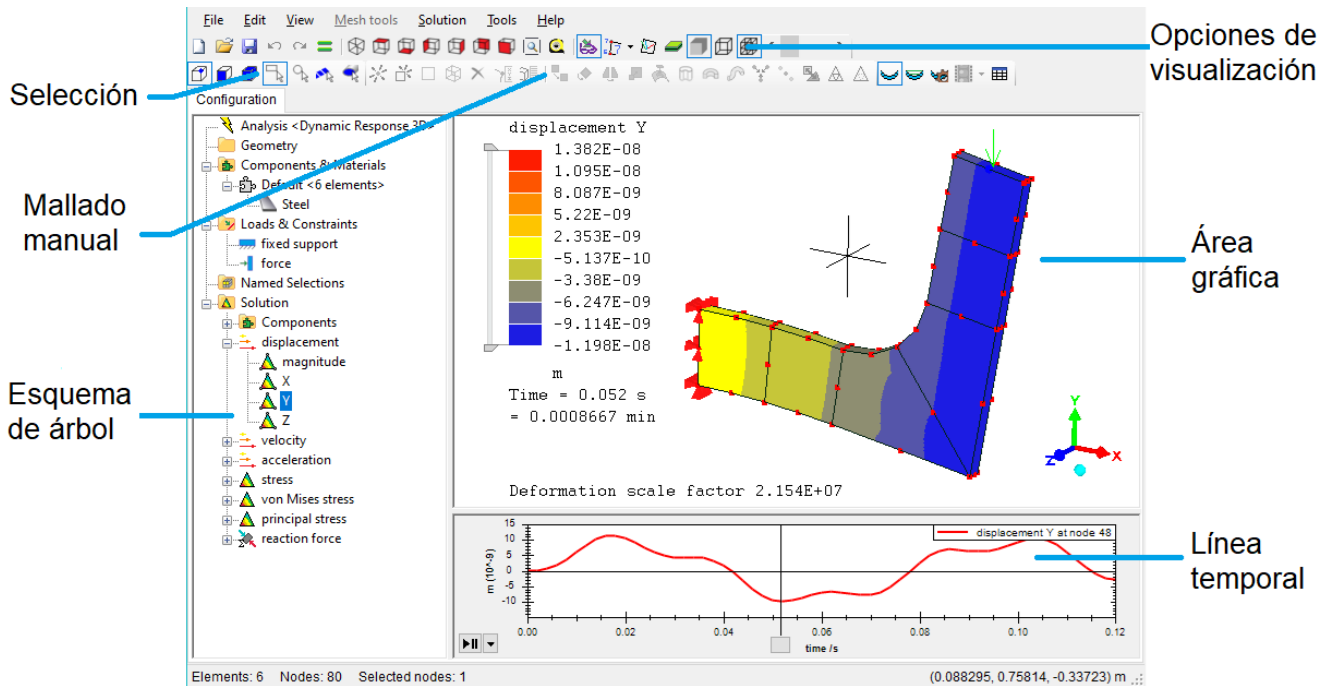 File Edit View Mesh tools Solution Tools Help
Opciones de
visualización
Selección
Configuration
Analysis <Dynamic Response 3D>
Geometry
Components & Materials
Default <6 elements>
Steel
Loads & Constraints
fixed support
force
Named Selections
Solution
Components
displacement
magnitude
X
Y
Z
velocity
acceleration
stress
von Mises stress
principal stress
reaction force
Mallado
manual
Esquema
de árbol
displacement Y
1.382E-08
1.095E-08
8.087E-09
5.22E-09
2.353E-09
-5.137E-10
-3.38E-09
-6.247E-09
-9.114E-09
-1.198E-08
m
Time = 0.052 s
= 0.0008667 min
Deformation scale factor 2.154E+07
Y
Z
X
Área
gráfica
15
10
5
0
-5
-10
m (10^-9)
displacement Y at node 48
0.00 0.02 0.04 0.06 0.08 0.10 0.12
time /s
Línea
temporal
Elements: 6 Nodes: 80 Selected nodes: 1
(0.088295, 0.75814, -0.33723) m